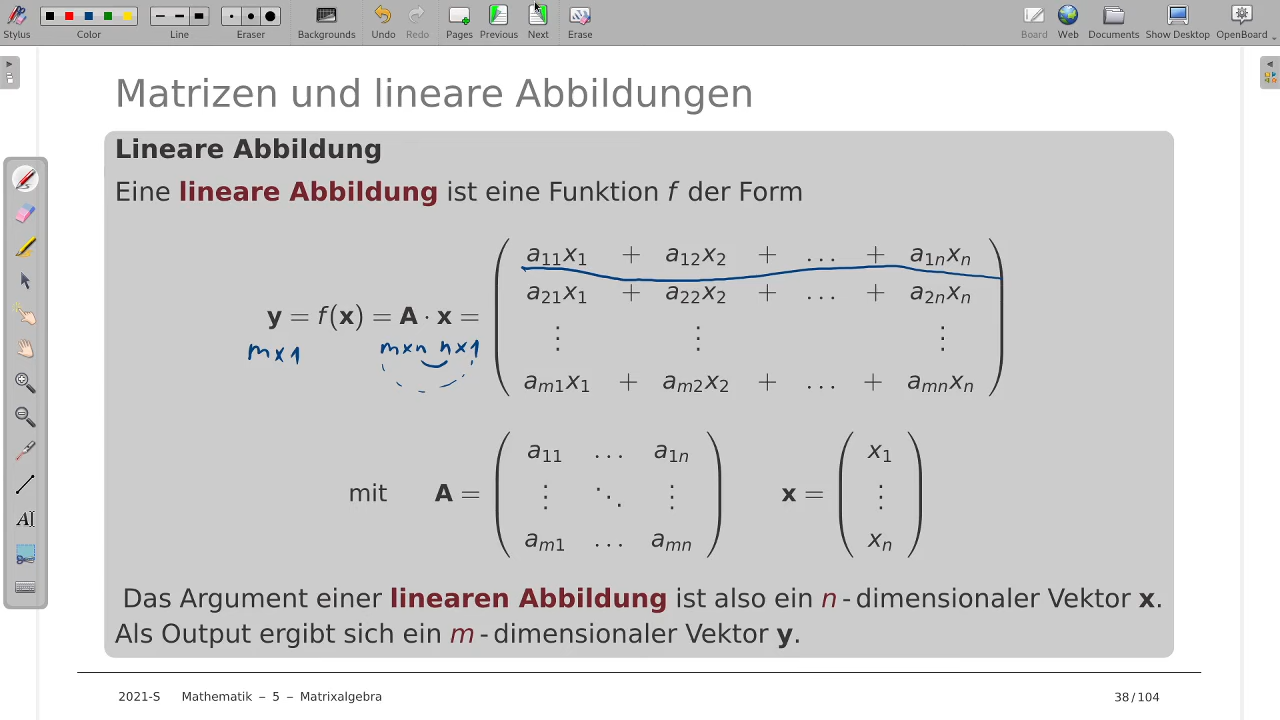 Stylus Color Line Eraser Backgrounds Undo Redo Pages Previous Next Erase Board Web Documents Show Desktop OpenBoard
Matrizen und lineare Abbildungen
Lineare Abbildung
Eine lineare Abbildung ist eine Funktion f der Form
a₁₁x₁ + a₁₂x₂ + … + a₁ₙxₙ
a₂₁x₁ + a₂₂x₂ + … + a₂ₙxₙ
y = f(x) = A · x =
⋮ ⋮ ⋮
m×1 m×n n×1
aₘ₁x₁ + aₘ₂x₂ + … + aₘₙxₙ
a₁₁ … a₁ₙ x₁
mit A = ⋮ ⋱ ⋮ x = ⋮
aₘ₁ … aₘₙ xₙ
Das Argument einer linearen Abbildung ist also ein n-dimensionaler Vektor x.
Als Output ergibt sich ein m-dimensionaler Vektor y.
2021-S Mathematik – 5 – Matrixalgebra 38/104